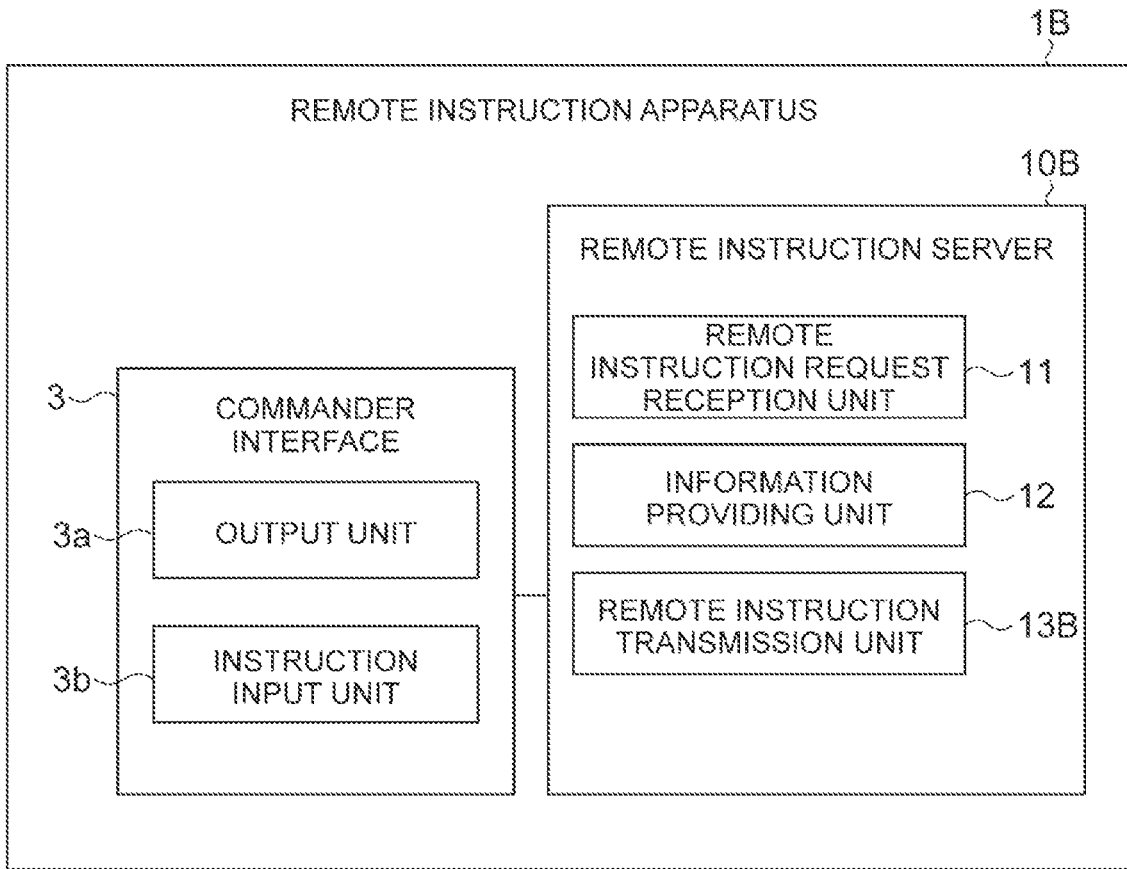 1B
REMOTE INSTRUCTION APPARATUS
10B
REMOTE INSTRUCTION SERVER
REMOTE
INSTRUCTION REQUEST
RECEPTION UNIT
11
INFORMATION
PROVIDING UNIT
12
REMOTE INSTRUCTION
TRANSMISSION UNIT
13B
3
COMMANDER
INTERFACE
3a
OUTPUT UNIT
3b
INSTRUCTION
INPUT UNIT